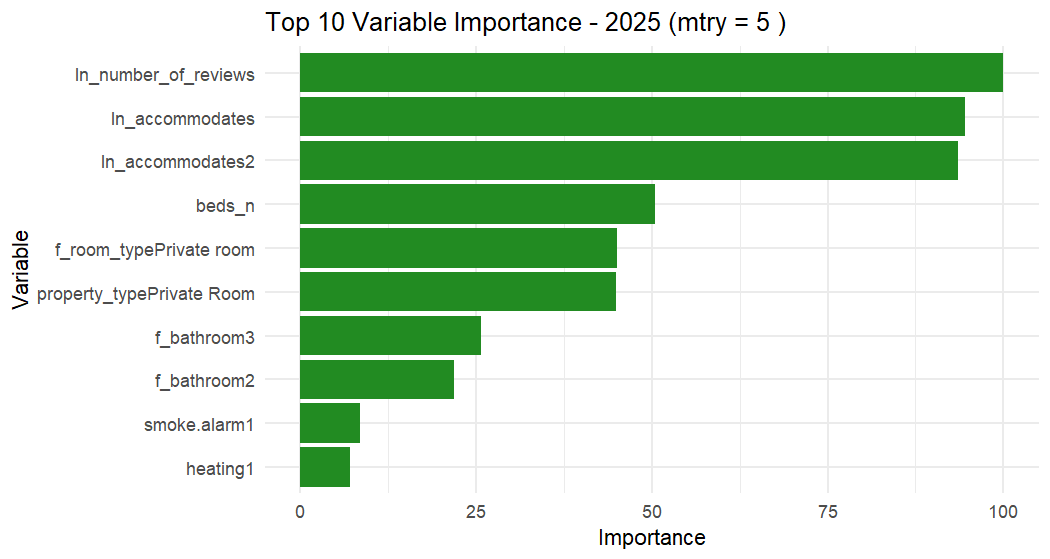 Top 10 Variable Importance - 2025 (mtry = 5 )
Variable
ln_number_of_reviews
ln_accommodates
ln_accommodates2
beds_n
f_room_typePrivate room
property_typePrivate Room
f_bathroom3
f_bathroom2
smoke.alarm1
heating1
0 25 50 75 100
Importance